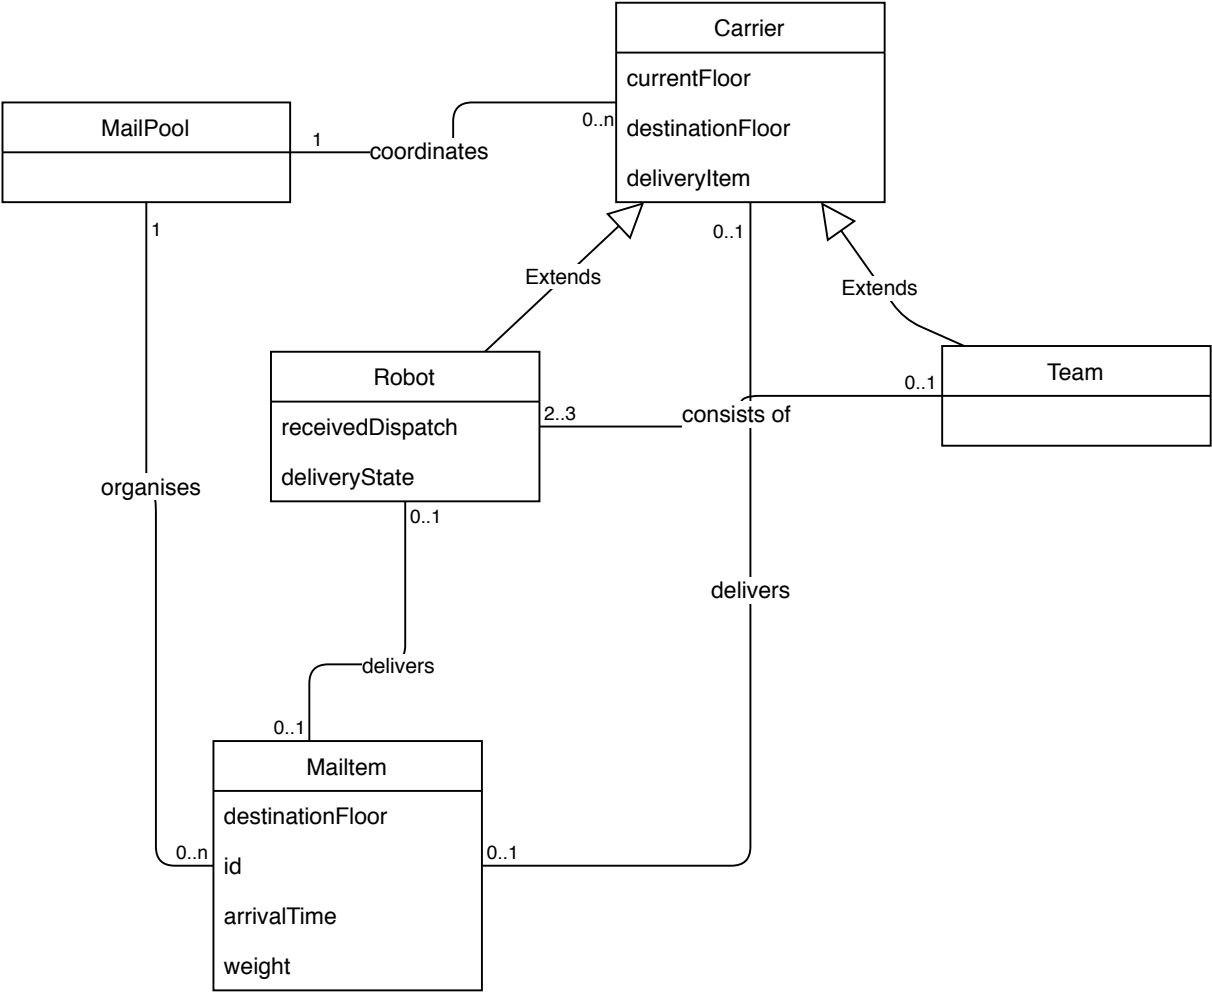 Carrier
currentFloor
destinationFloor
deliveryItem
MailPool
1
coordinates
0..n
1
0..1
Extends
Extends
Robot
receivedDispatch
deliveryState
Team
0..1
2..3
consists of
organises
0..1
delivers
delivers
0..1
MaiItem
destinationFloor
id
arrivalTime
weight
0..n
0..1